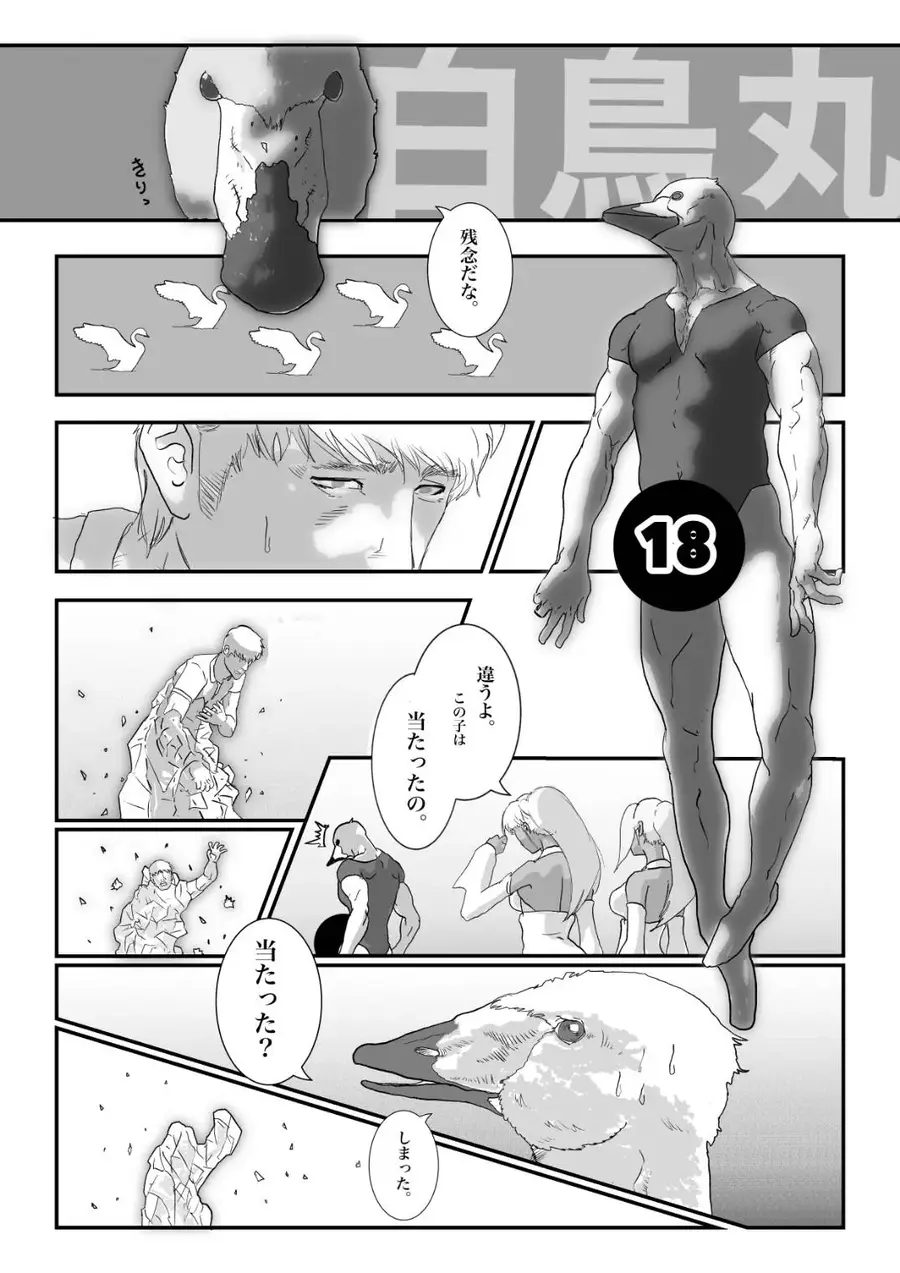 白鳥丸
きりっ
残念だな。
18
違うよ。
この子は
当たったの。
当たった？
しまった。